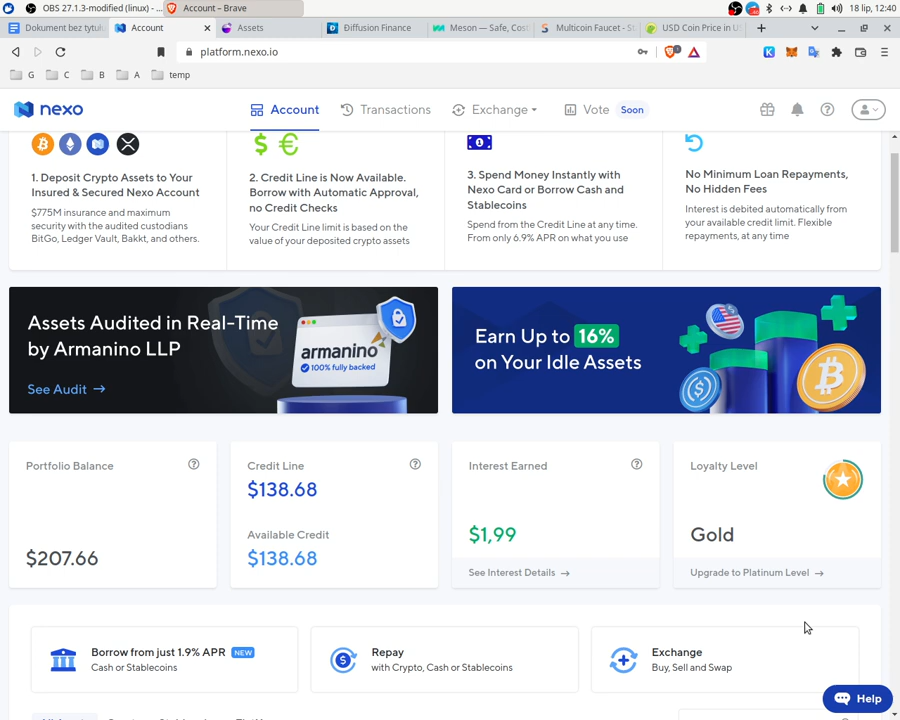 OBS 27.1.3-modified (linux) - ...
Account – Brave
18 lip, 12:40
Dokument bez tytułu
Account
Assets
Diffusion Finance
Meson — Safe, Cost
Multicoin Faucet - St
USD Coin Price in U
platform.nexo.io
G
C
B
A
temp
nexo
Account
Transactions
Exchange
Vote
Soon
1. Deposit Crypto Assets to Your
Insured & Secured Nexo Account
$775M insurance and maximum
security with the audited custodians
BitGo, Ledger Vault, Bakkt, and others.
2. Credit Line is Now Available.
Borrow with Automatic Approval,
no Credit Checks
Your Credit Line limit is based on the
value of your deposited crypto assets
3. Spend Money Instantly with
Nexo Card or Borrow Cash and
Stablecoins
Spend from the Credit Line at any time.
From only 6.9% APR on what you use
No Minimum Loan Repayments,
No Hidden Fees
Interest is debited automatically from
your available credit limit. Flexible
repayments, at any time
Assets Audited in Real-Time
by Armanino LLP
See Audit →
armanino
100% fully backed
Earn Up to 16%
on Your Idle Assets
Portfolio Balance
$207.66
Credit Line
$138.68
Available Credit
$138.68
Interest Earned
$1,99
See Interest Details →
Loyalty Level
Gold
Upgrade to Platinum Level →
Borrow from just 1.9% APR NEW
Cash or Stablecoins
Repay
with Crypto, Cash or Stablecoins
Exchange
Buy, Sell and Swap
Help